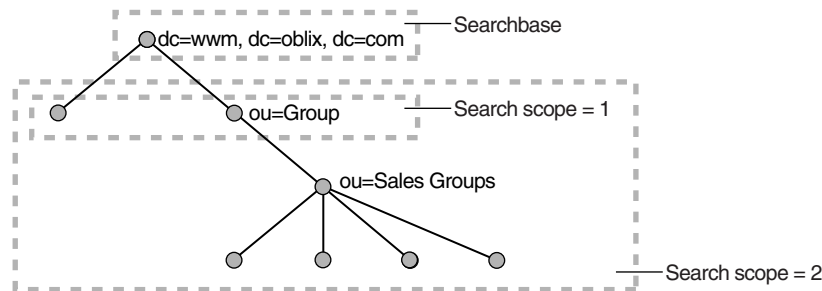 dc=wwm, dc=oblix, dc=com
Searchbase
ou=Group
Search scope = 1
ou=Sales Groups
Search scope = 2